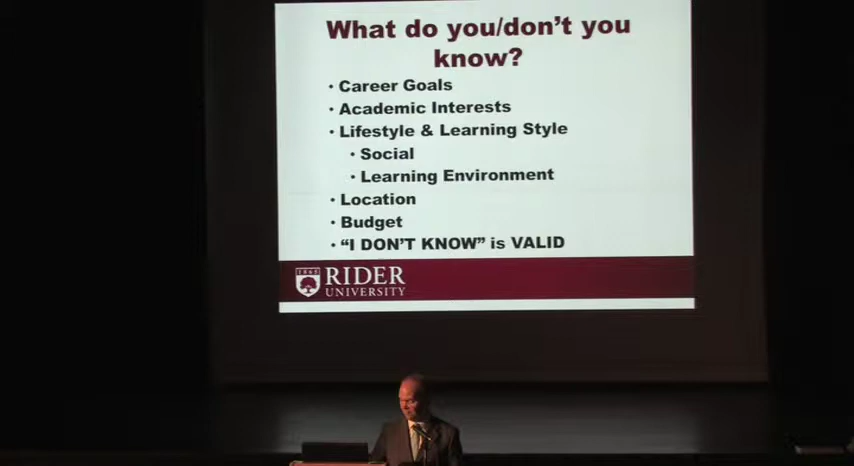 What do you/don't you
know?
• Career Goals
• Academic Interests
• Lifestyle & Learning Style
• Social
• Learning Environment
• Location
• Budget
• “I DON'T KNOW” is VALID
1865
RIDER
UNIVERSITY